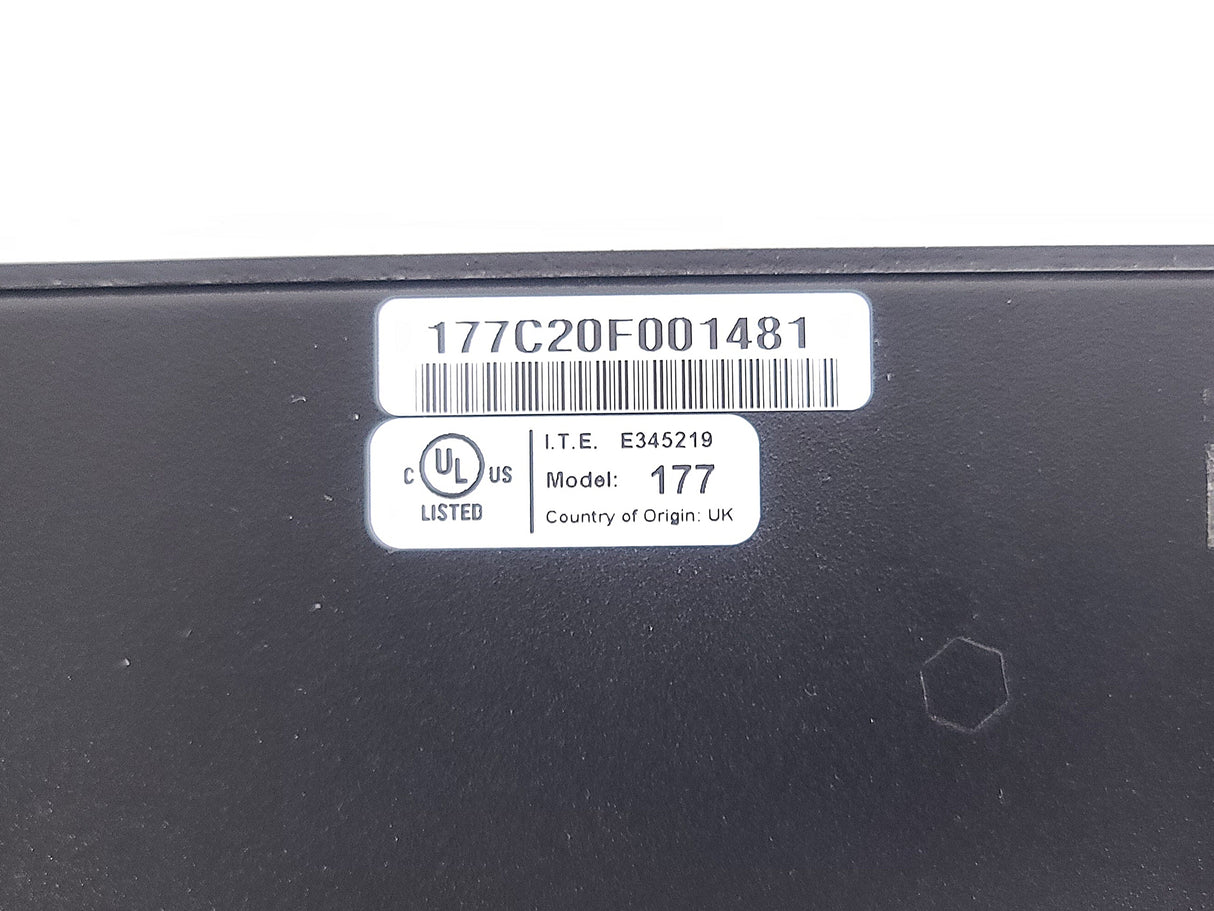 177C20F001481
C UL US
LISTED
I.T.E. E345219
Model: 177
Country of Origin: UK